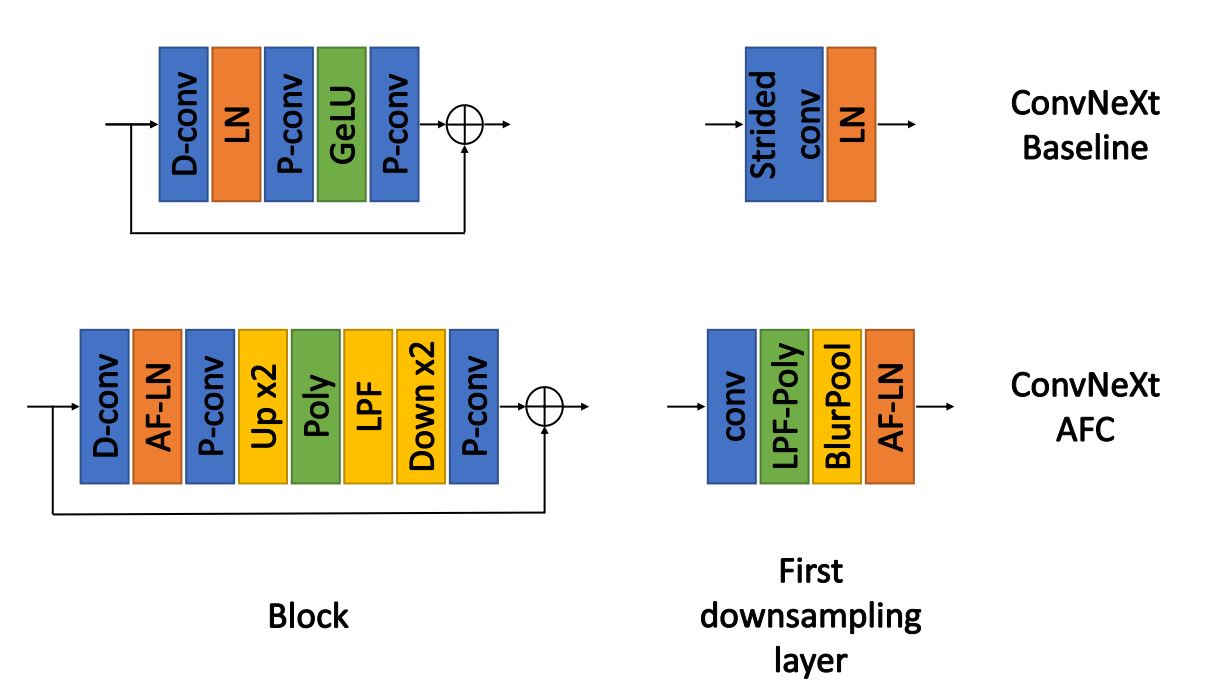 D-conv
LN
P-conv
GeLU
P-conv
Strided
conv
LN
ConvNeXt
Baseline
D-conv
AF-LN
P-conv
Up x2
Poly
LPF
Down x2
P-conv
conv
LPF-Poly
BlurPool
AF-LN
ConvNeXt
AFC
Block
First
downsampling
layer